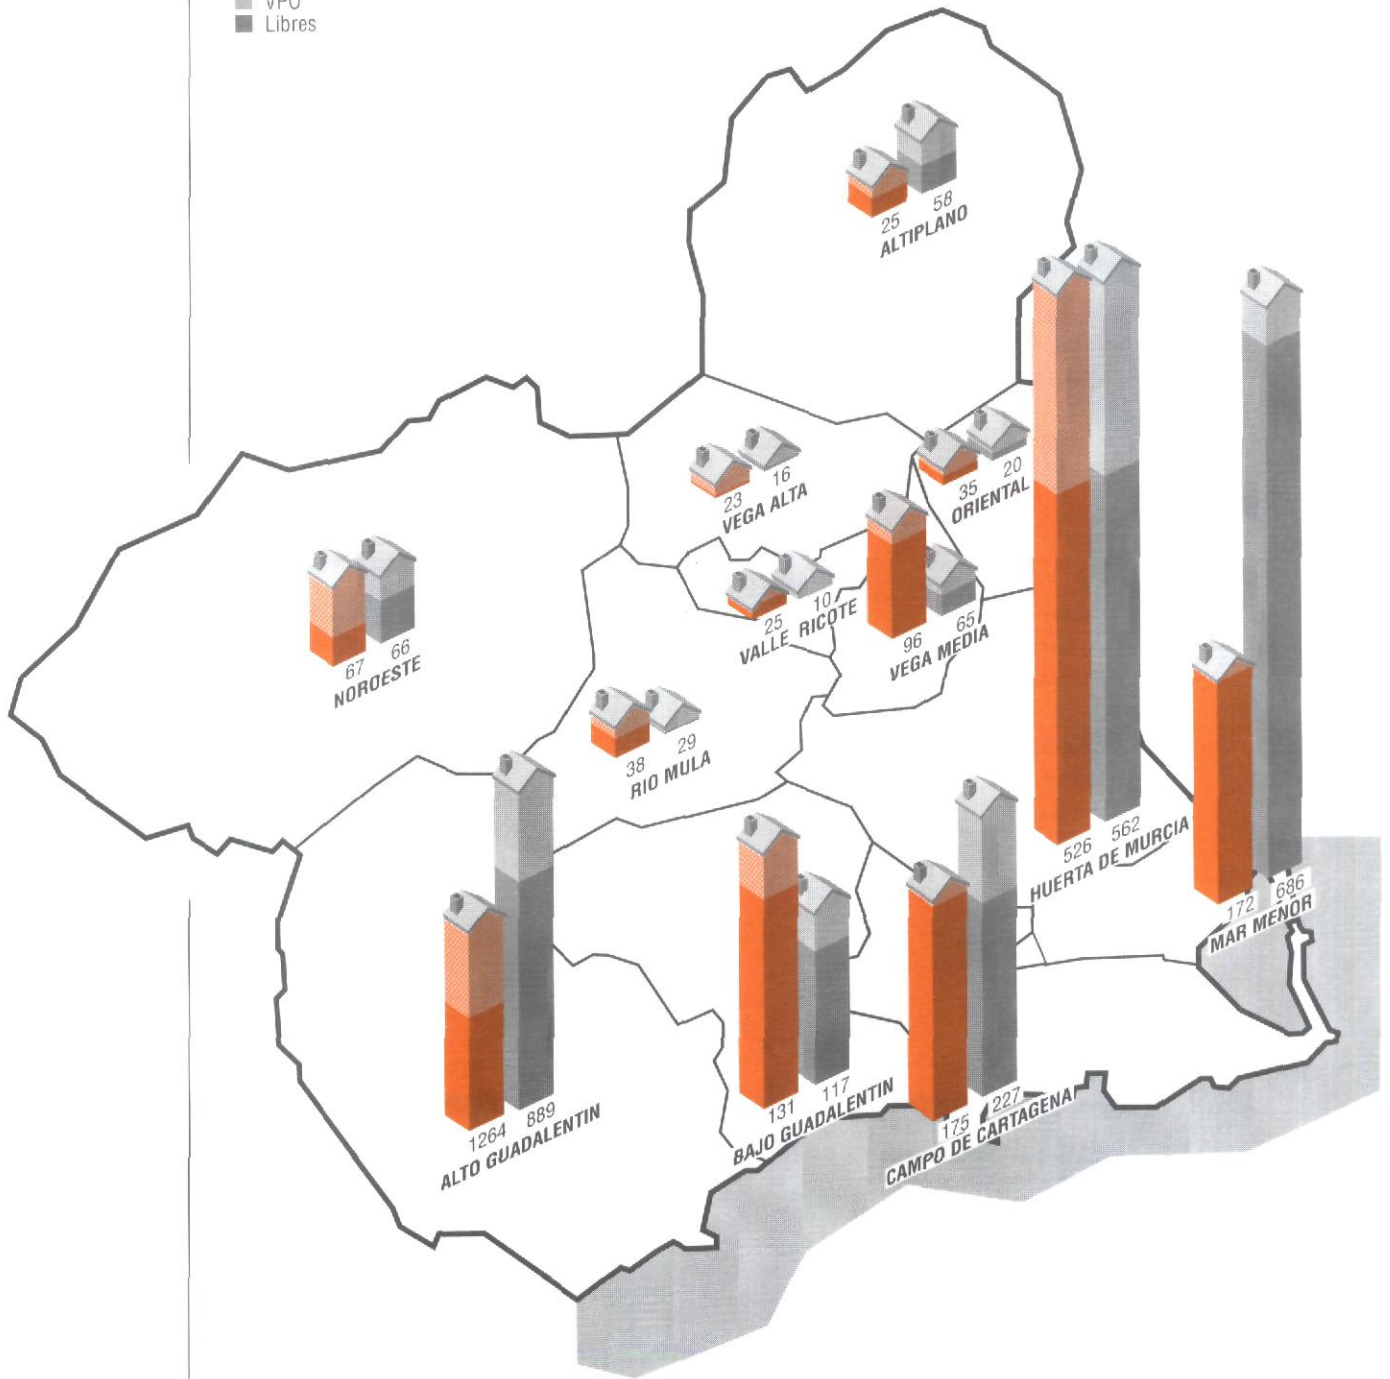 VPO
Libres
25
58
ALTIPLANO
23
16
VEGA ALTA
35
20
ORIENTAL
67
66
NOROESTE
25
10
VALLE RICOTE
96
65
VEGA MEDIA
38
29
RIO MULA
526
562
HUERTA DE MURCIA
172
686
MAR MENOR
1264
889
ALTO GUADALENTIN
131
117
BAJO GUADALENTIN
175
227
CAMPO DE CARTAGENA